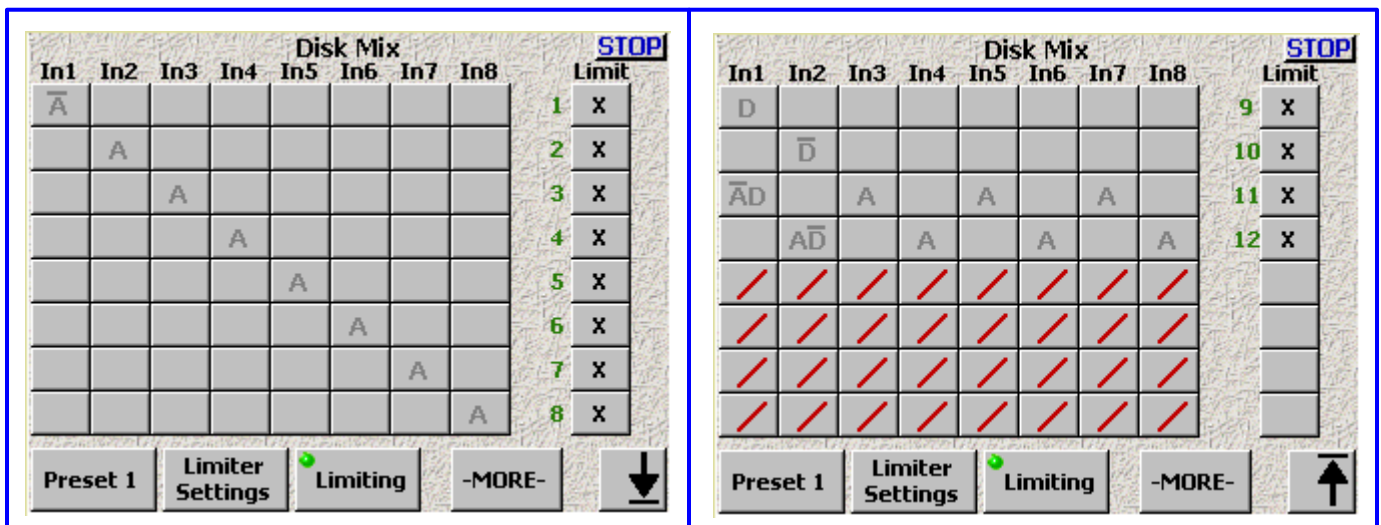 Disk Mix STOP
In1 In2 In3 In4 In5 In6 In7 In8 Limit
A̅ 1 X
A 2 X
A 3 X
A 4 X
A 5 X
A 6 X
A 7 X
A 8 X
Preset 1 Limiter Settings Limiting -MORE-
Disk Mix STOP
In1 In2 In3 In4 In5 In6 In7 In8 Limit
D 9 X
D̅ 10 X
A̅D A A A 11 X
AD̅ A A A 12 X
Preset 1 Limiter Settings Limiting -MORE-